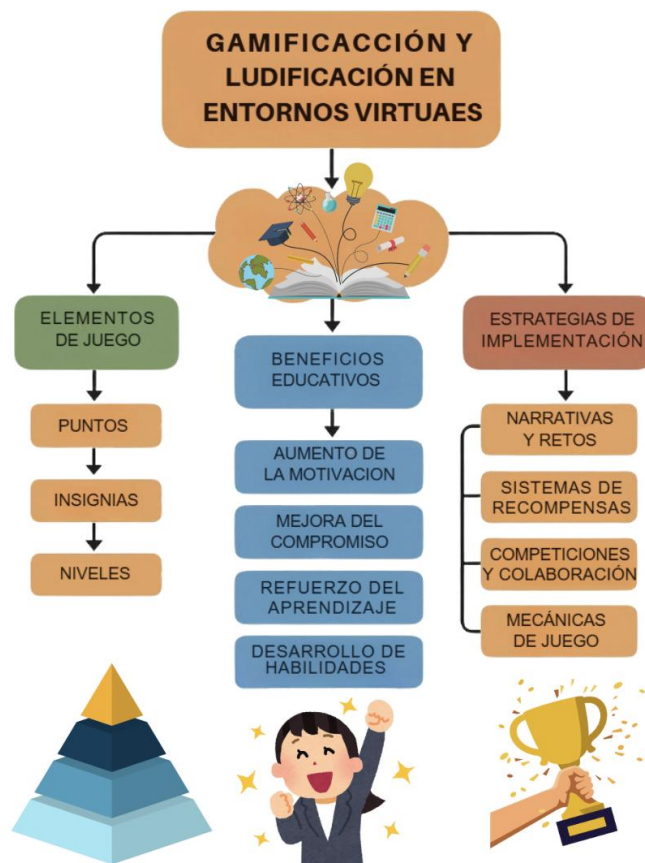 GAMIFICACCIÓN Y
LUDIFICACIÓN EN
ENTORNOS VIRTUAES
ELEMENTOS
DE JUEGO
PUNTOS
INSIGNIAS
NIVELES
BENEFICIOS
EDUCATIVOS
AUMENTO DE
LA MOTIVACION
MEJORA DEL
COMPROMISO
REFUERZO DEL
APRENDIZAJE
DESARROLLO DE
HABILIDADES
ESTRATEGIAS DE
IMPLEMENTACIÓN
NARRATIVAS
Y RETOS
SISTEMAS DE
RECOMPENSAS
COMPETICIONES
Y COLABORACIÓN
MECÁNICAS
DE JUEGO